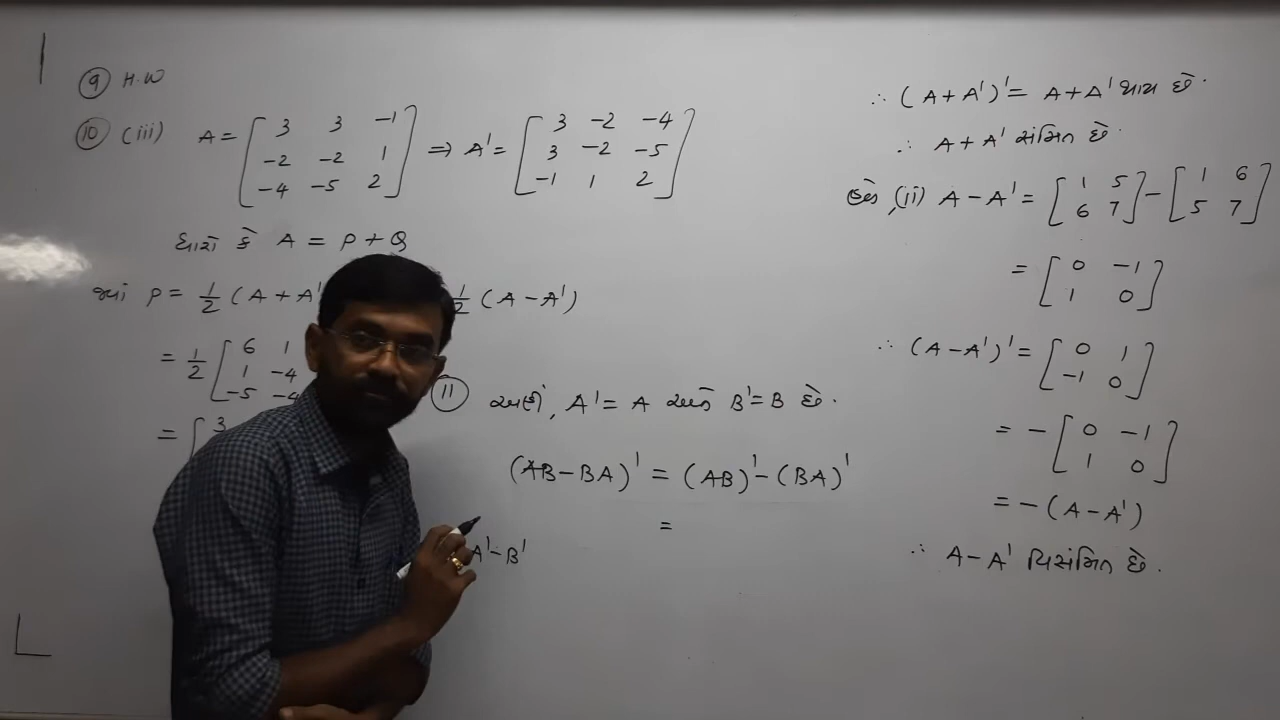 9 H.W
10 (iii) A = [ 3 3 -1 ⇒ A' = [ 3 -2 -4
-2 -2 1 3 -2 -5
-4 -5 2 ] -1 1 2 ]
ધારો કે A = P + Q
જ્યાં P = 1/2 (A + A' 1/2 (A - A')
= 1/2 [ 6 1
1 -4
-5 -4
= [ 3
11 અહીં, A' = A અને B' = B છે.
(AB - BA)' = (AB)' - (BA)'
=
A' - B'
∴ (A + A')' = A + A' થાય છે.
∴ A + A' સંમિત છે.
હવે, (ii) A - A' = [ 1 5 - [ 1 6
6 7 ] 5 7 ]
= [ 0 -1
1 0 ]
∴ (A - A')' = [ 0 1
-1 0 ]
= - [ 0 -1
1 0 ]
= - (A - A')
∴ A - A' વિસંમિત છે.